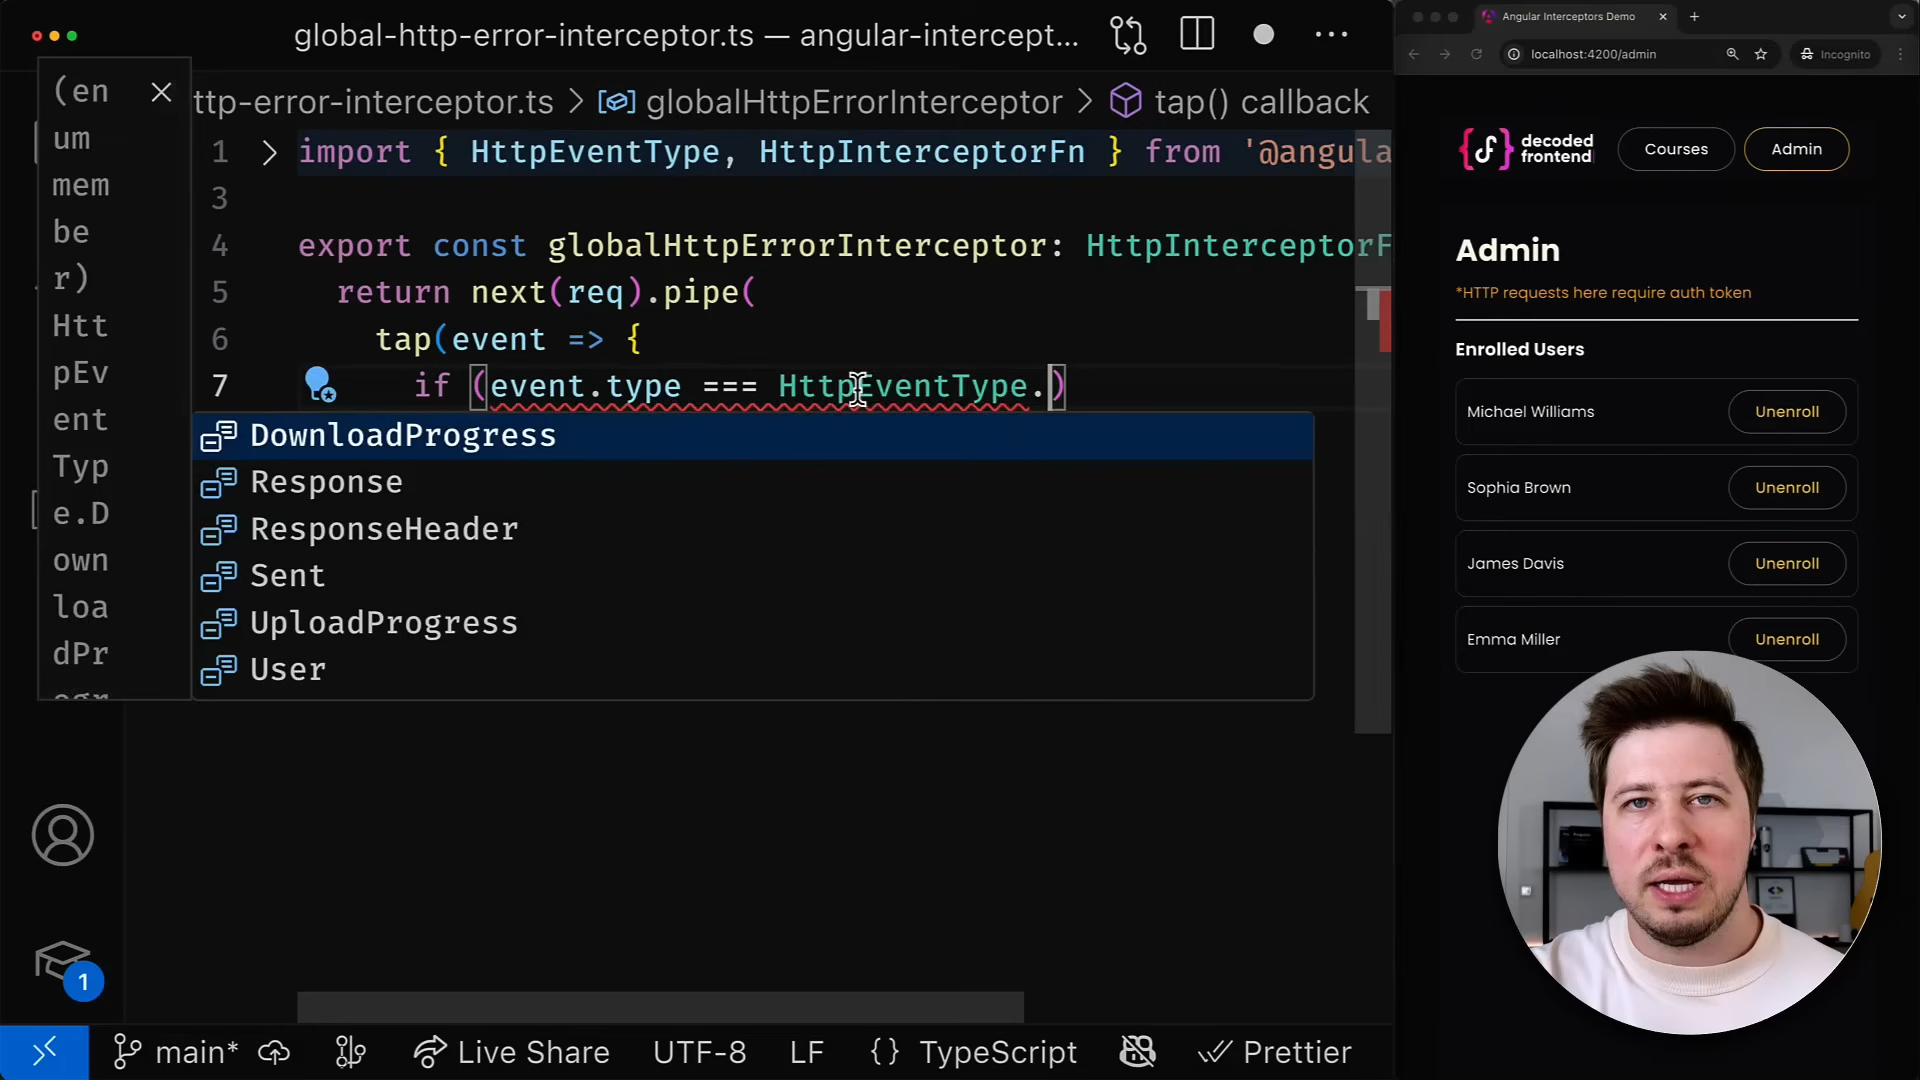 global-http-error-interceptor.ts — angular-intercept...
(en
um
mem
be
r)
Htt
pEv
ent
Typ
e.D
own
loa
dPr
ogr
ttp-error-interceptor.ts > globalHttpErrorInterceptor > tap() callback
1 import { HttpEventType, HttpInterceptorFn } from '@angula
3
4 export const globalHttpErrorInterceptor: HttpInterceptorF
5 return next(req).pipe(
6 tap(event => {
7 if (event.type === HttpEventType.)
DownloadProgress
Response
ResponseHeader
Sent
UploadProgress
User
1
main*
Live Share
UTF-8
LF
{} TypeScript
Prettier
Angular Interceptors Demo
localhost:4200/admin
Incognito
decoded
frontend
Courses
Admin
Admin
*HTTP requests here require auth token
Enrolled Users
Michael Williams
Unenroll
Sophia Brown
Unenroll
James Davis
Unenroll
Emma Miller
Unenroll